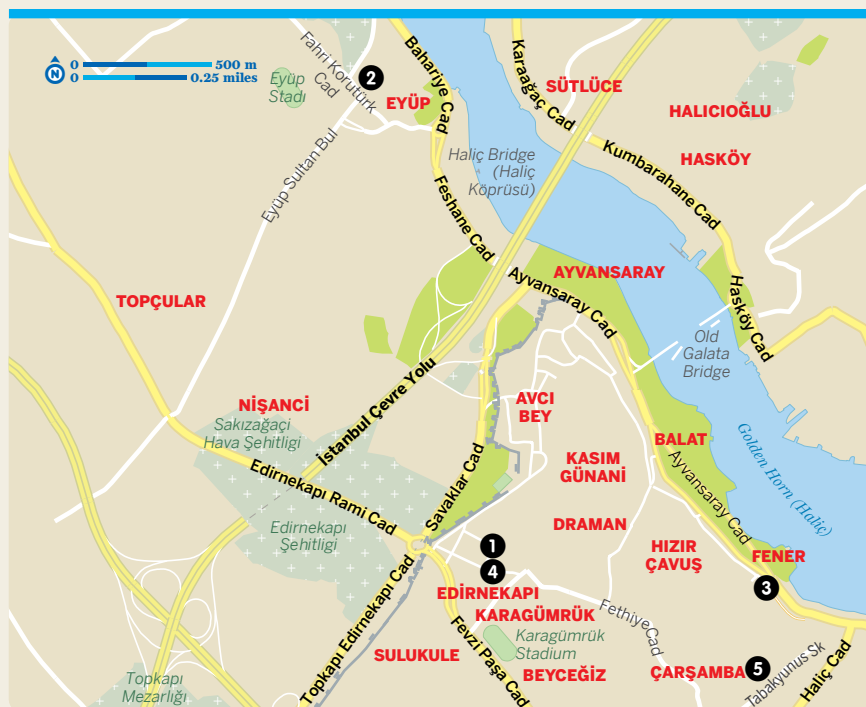 0 500 m
N
0 0.25 miles
Fahri Korutürk
Cad
2
Eyüp
Stadı
EYÜP
Bahariye Cad
Karaağaç Cad
SÜTLÜCE
HALICIOĞLU
HASKÖY
Kumbarahane Cad
Haliç Bridge
(Haliç
Köprüsü)
Eyüp Sultan Bul
Feshane Cad
AYVANSARAY
Ayvansaray Cad
Hasköy Cad
TOPÇULAR
Old
Galata
Bridge
NİŞANCİ
Sakızağaçi
Hava Şehitligi
İstanbul Çevre Yolu
AVCI
BEY
BALAT
Golden Horn (Haliç)
KASIM
GÜNANİ
Edirnekapı Rami Cad
Savaklar Cad
Ayvansaray Cad
Edirnekapı
Şehitligi
DRAMAN
1
HIZIR
ÇAVUŞ
FENER
4
3
EDİRNEKAPI
KARAGÜMRÜK
Fethiye Cad
Topkapı Edirnekapı Cad
Fevzi Paşa Cad
Karagümrük
Stadium
SULUKULE
BEYCEĞİZ
ÇARŞAMBA
5
Tabakyunus Sk
Haliç Cad
Topkapı
Mezarlığı